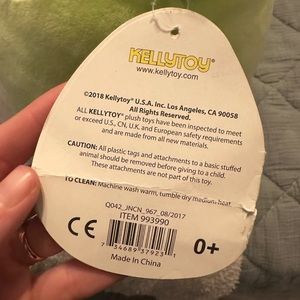 KELLYTOY®
www.kellytoy.com
©2018 Kellytoy® U.S.A, Inc. Los Angeles, CA 90058
All Rights Reserved.
ALL KELLYTOY® plush toys have been inspected to meet
or exceed U.S., CN, U.K. and European safety requirements
and are made from all new materials.
CAUTION: All plastic tags and attachments to a basic stuffed
animal should be removed before giving to a child.
These attachments are not part of this toy.
TO CLEAN: Machine wash warm, tumble dry medium heat
Q042_JNCN_967_08/2017
ITEM 993990
CE
7 34689 37923 1
0+
Made In China